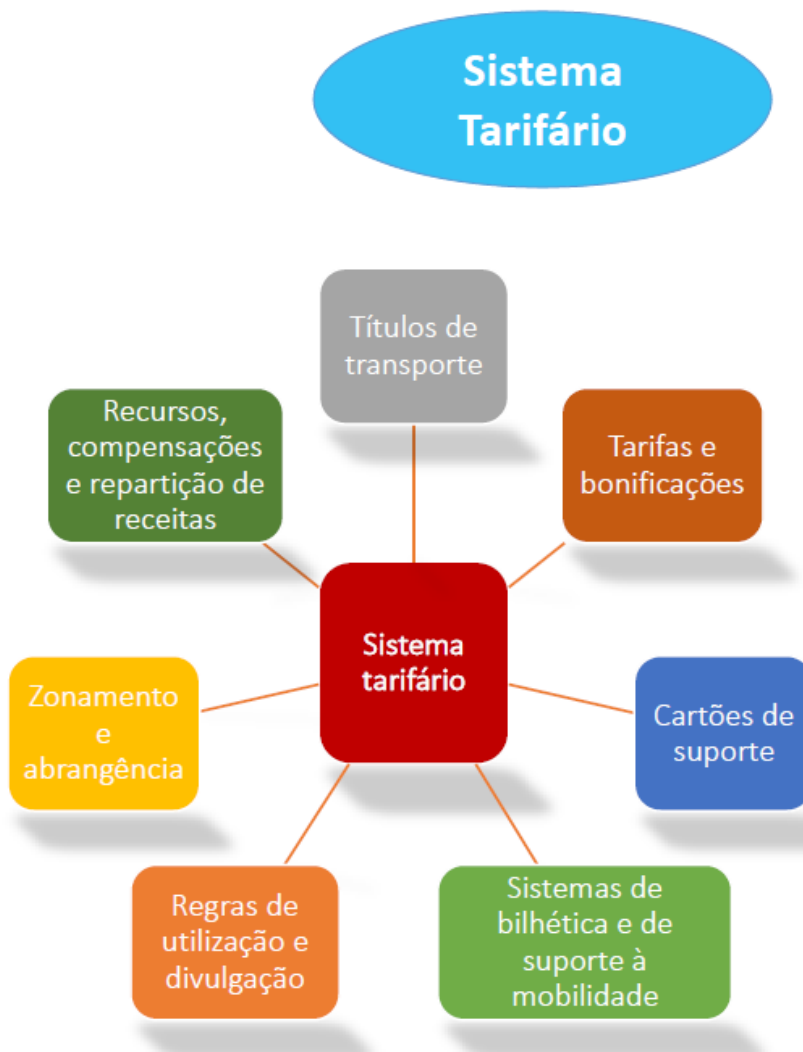 Sistema
Tarifário
Títulos de
transporte
Recursos,
compensações
e repartição de
receitas
Tarifas e
bonificações
Sistema
tarifário
Zonamento
e
abrangência
Cartões de
suporte
Regras de
utilização e
divulgação
Sistemas de
bilhética e de
suporte à
mobilidade